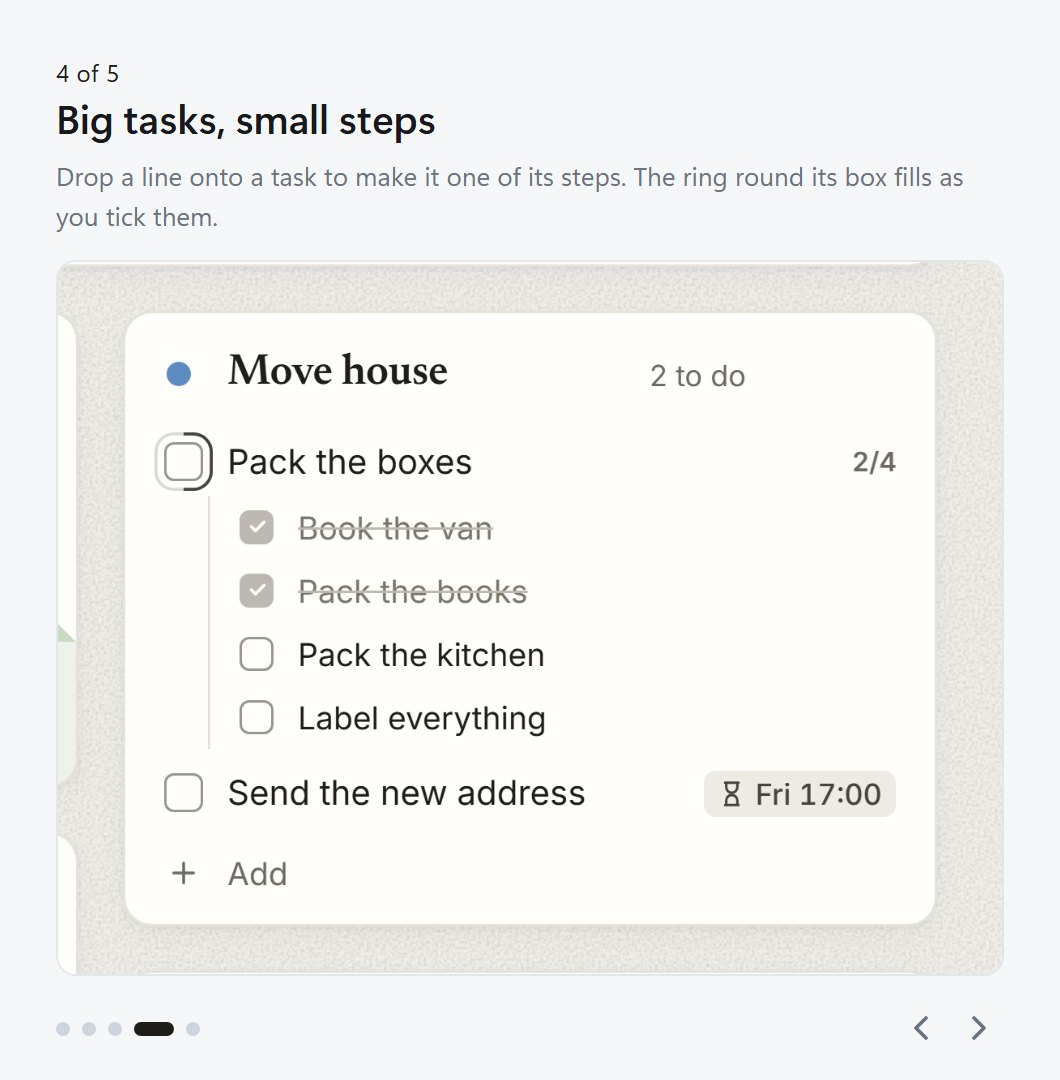 4 of 5
Big tasks, small steps
Drop a line onto a task to make it one of its steps. The ring round its box fills as
you tick them.
Move house
2 to do
Pack the boxes
2/4
Book the van
Pack the books
Pack the kitchen
Label everything
Send the new address
Fri 17:00
+ Add